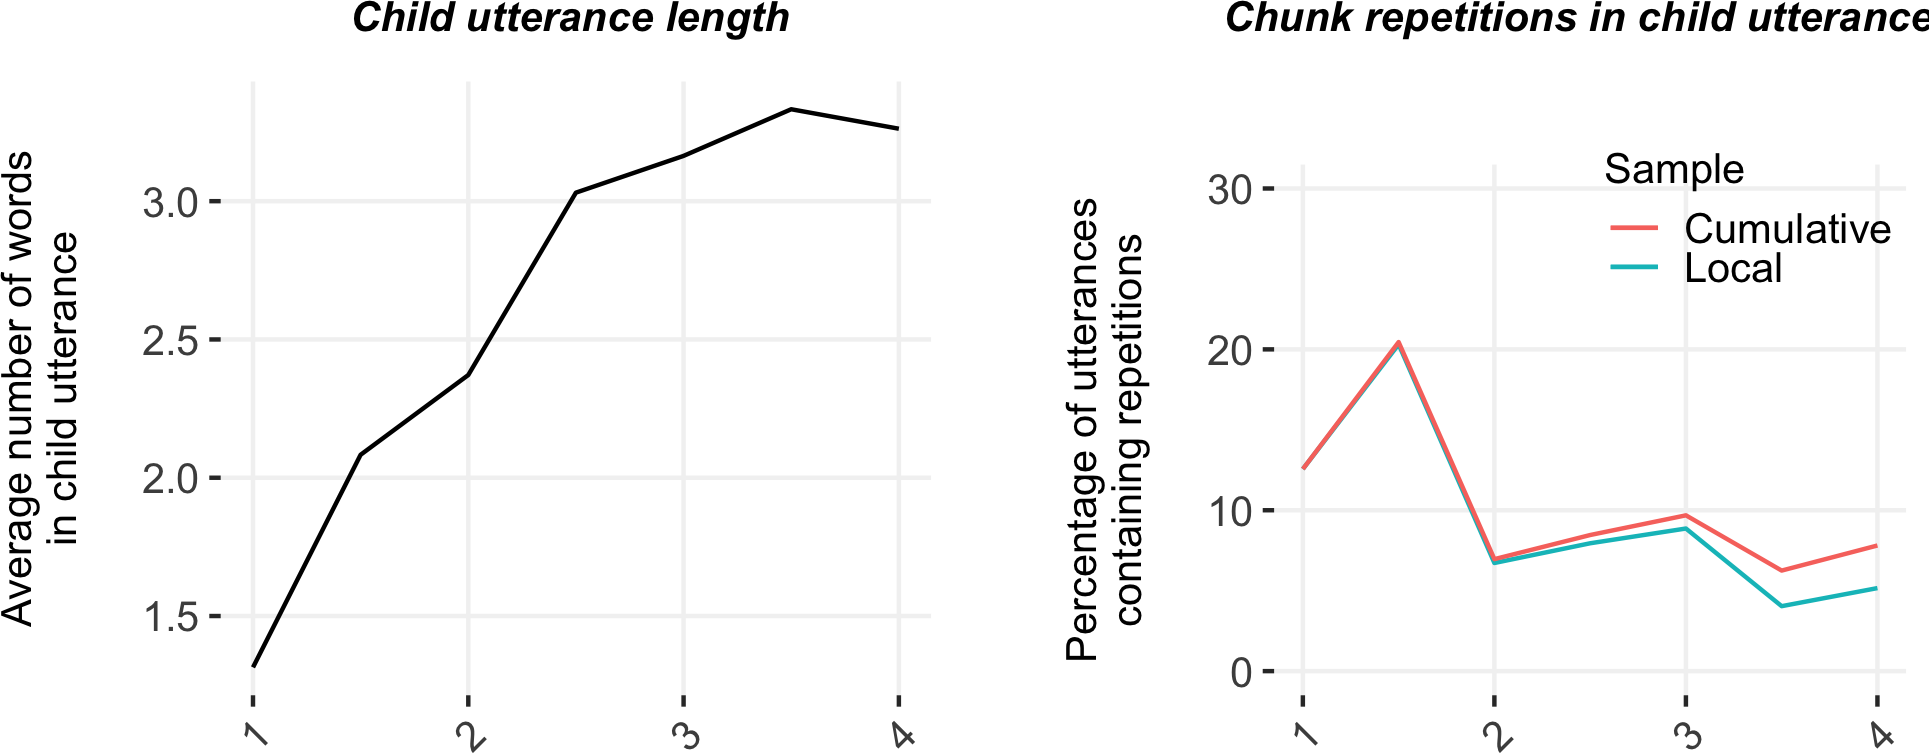 Child utterance length
Average number of words
in child utterance
3.0
2.5
2.0
1.5
1
2
3
4
Chunk repetitions in child utterance
Percentage of utterances
containing repetitions
30
20
10
0
Sample
Cumulative
Local
1
2
3
4